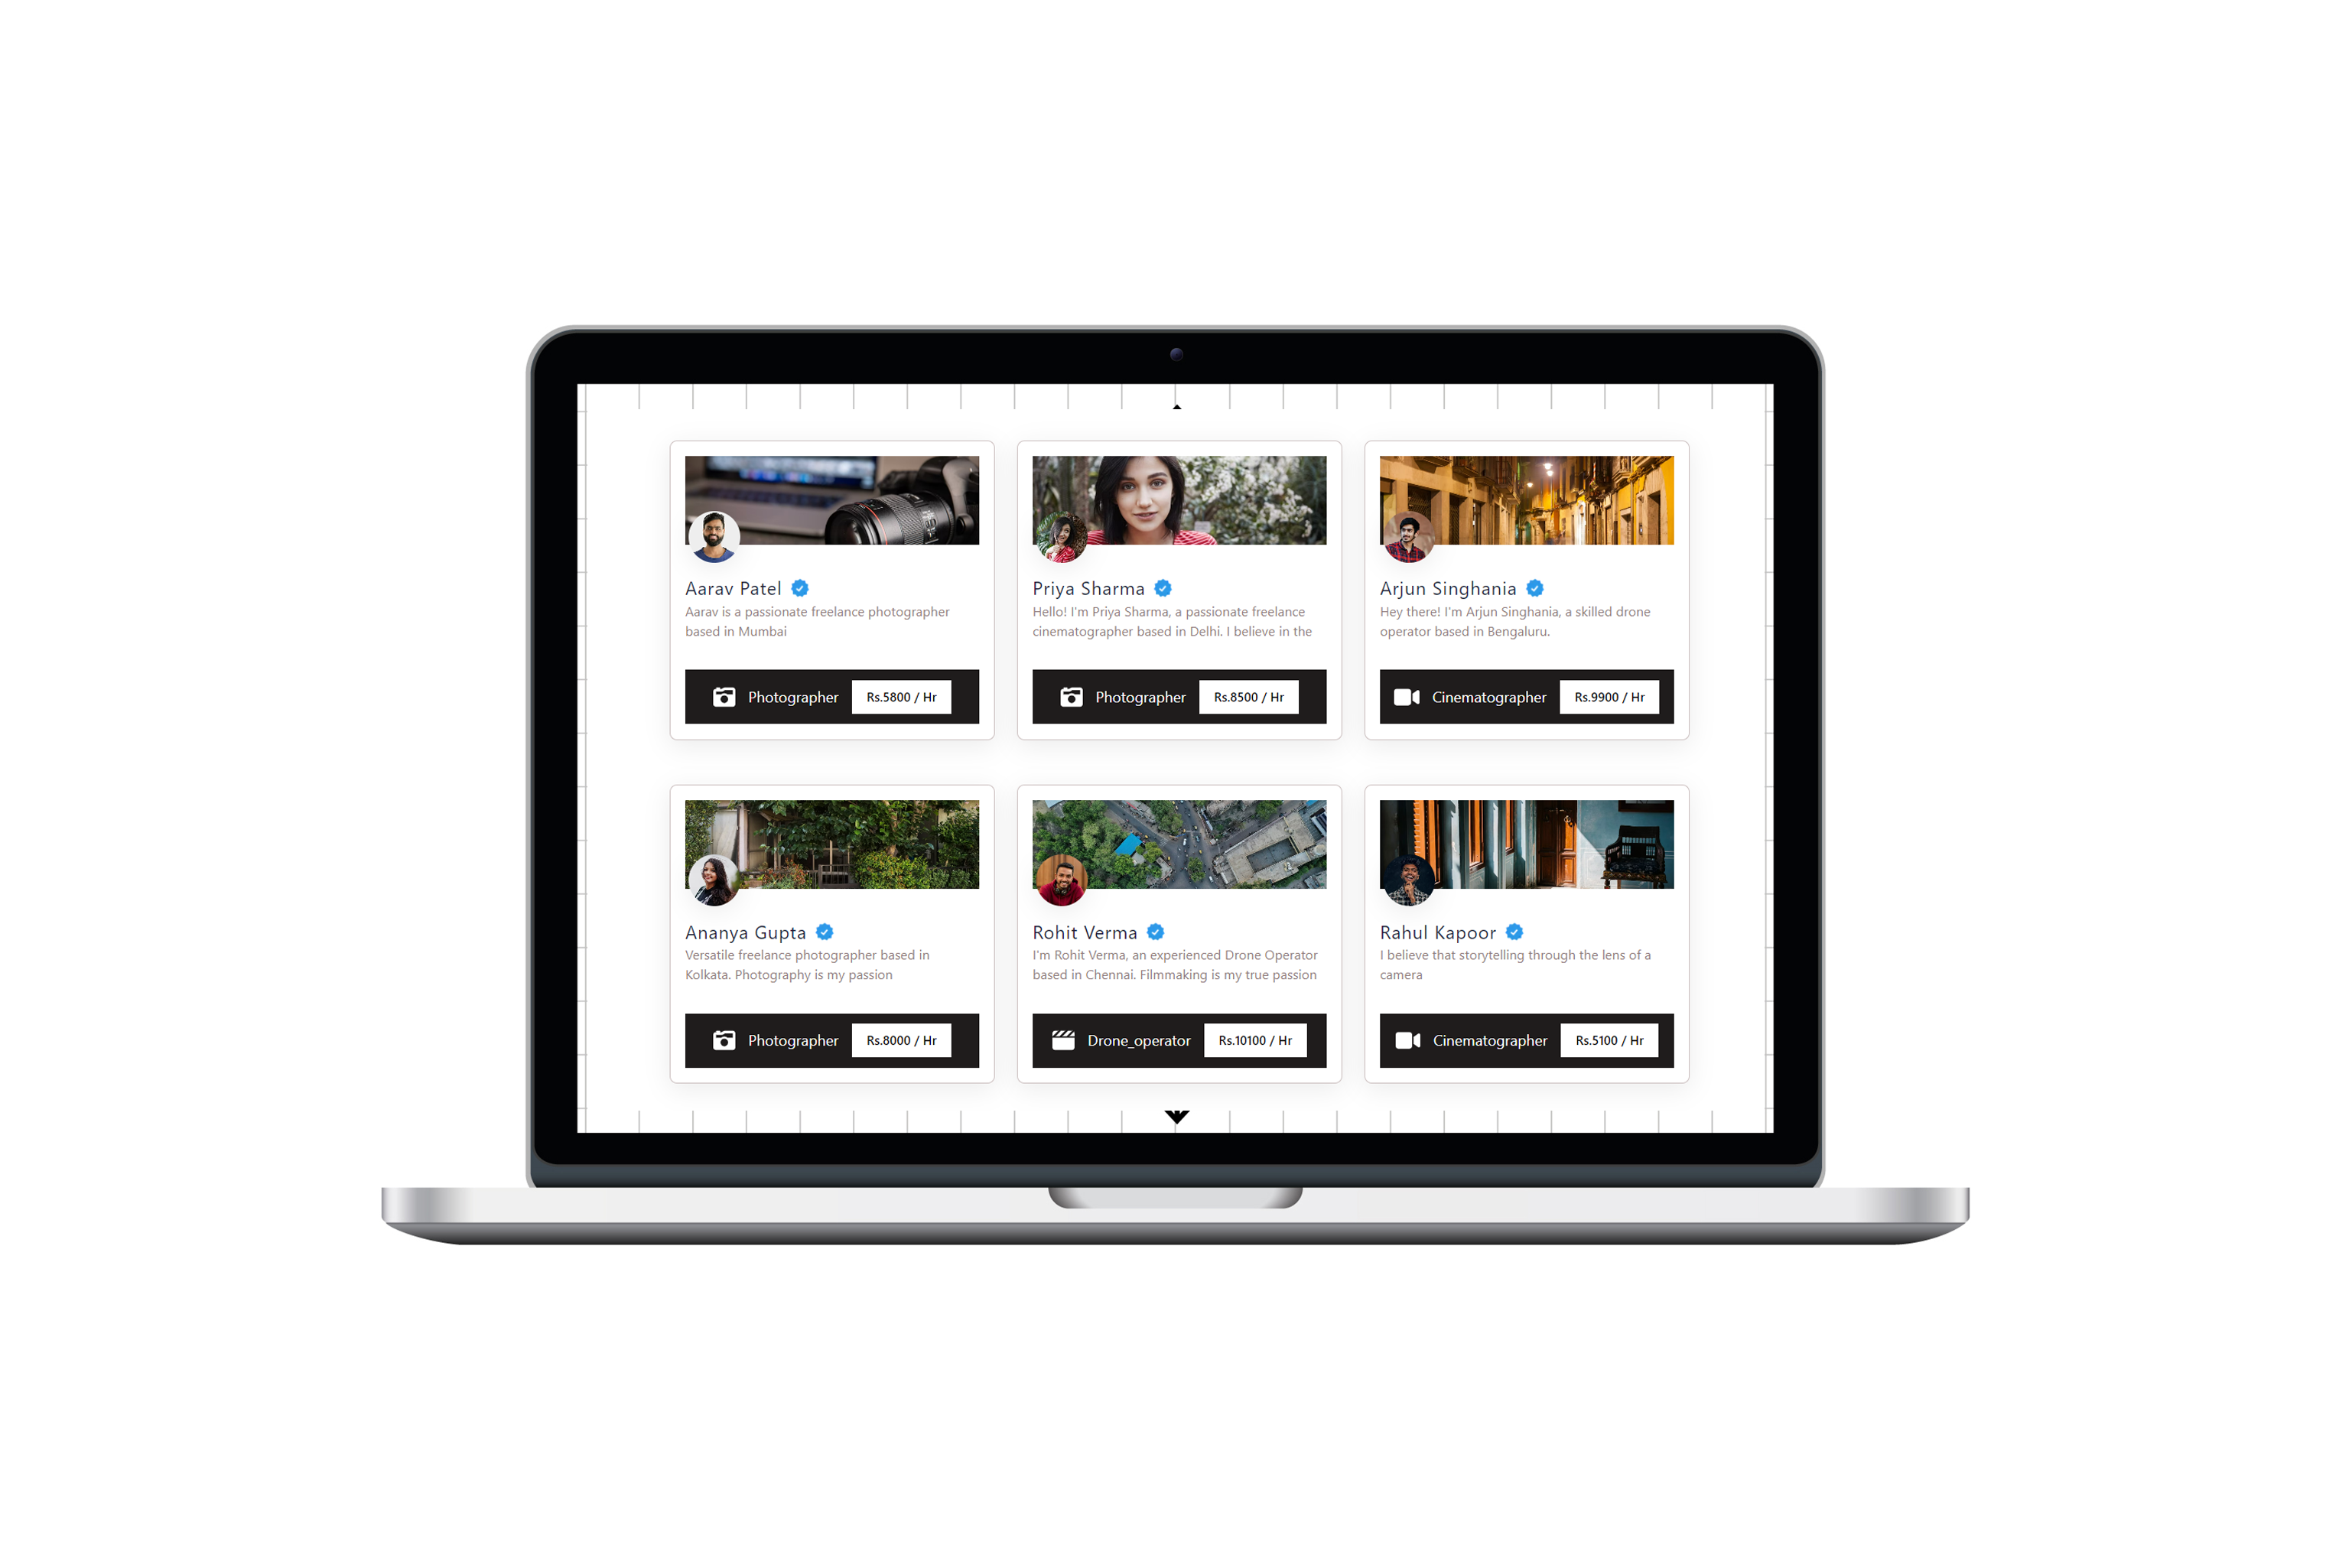 Aarav Patel
Aarav is a passionate freelance photographer
based in Mumbai
Photographer Rs.5800 / Hr
Priya Sharma
Hello! I'm Priya Sharma, a passionate freelance
cinematographer based in Delhi. I believe in the
Photographer Rs.8500 / Hr
Arjun Singhania
Hey there! I'm Arjun Singhania, a skilled drone
operator based in Bengaluru.
Cinematographer Rs.9900 / Hr
Ananya Gupta
Versatile freelance photographer based in
Kolkata. Photography is my passion
Photographer Rs.8000 / Hr
Rohit Verma
I'm Rohit Verma, an experienced Drone Operator
based in Chennai. Filmmaking is my true passion
Drone_operator Rs.10100 / Hr
Rahul Kapoor
I believe that storytelling through the lens of a
camera
Cinematographer Rs.5100 / Hr